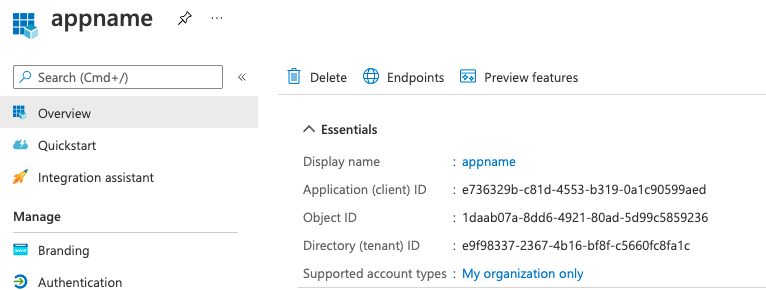 appname
Search (Cmd+/)
Overview
Quickstart
Integration assistant
Manage
Branding
Authentication
Delete Endpoints Preview features
Essentials
Display name : appname
Application (client) ID : e736329b-c81d-4553-b319-0a1c90599aed
Object ID : 1daab07a-8dd6-4921-80ad-5d99c5859236
Directory (tenant) ID : e9f98337-2367-4b16-bf8f-c5660fc8fa1c
Supported account types : My organization only